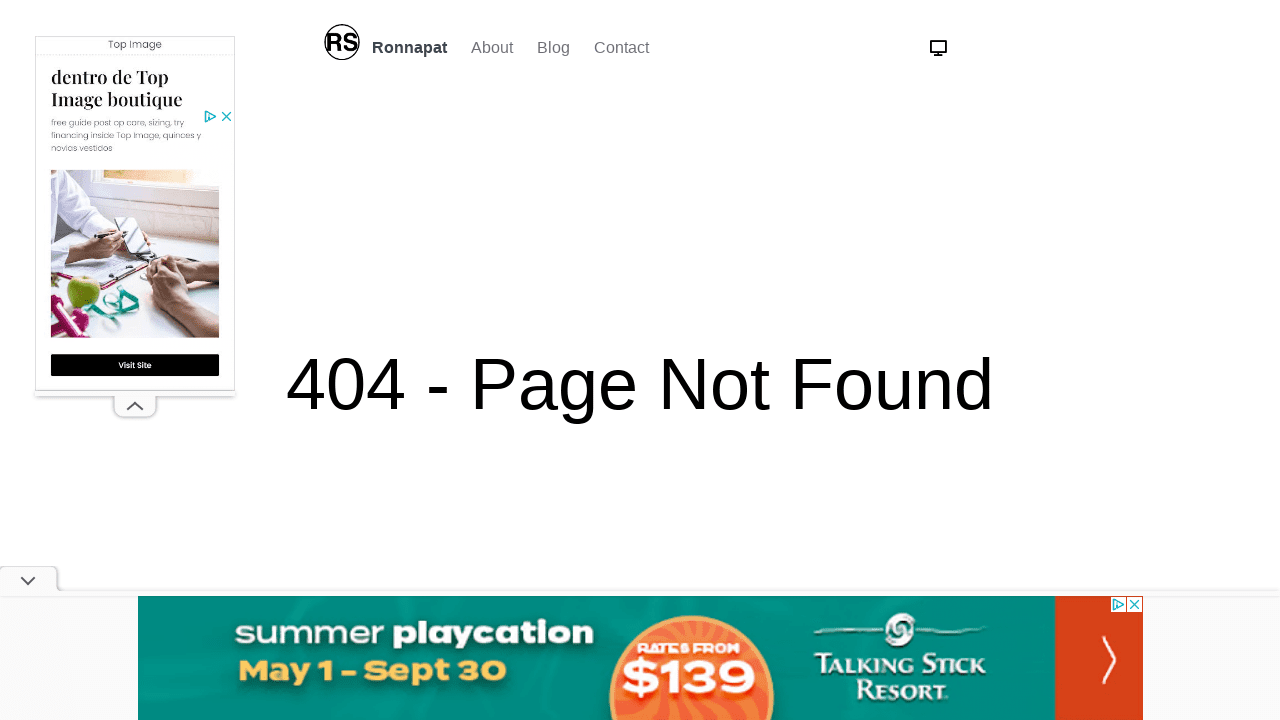 RS Ronnapat About Blog Contact
Top Image
dentro de Top
Image boutique
free guide post op care, sizing, try
financing inside Top Image, quinces y
novias vestidos
Visit Site
404 - Page Not Found
summer playcation
May 1 - Sept 30
RATES FROM
$139
TALKING STICK
RESORT